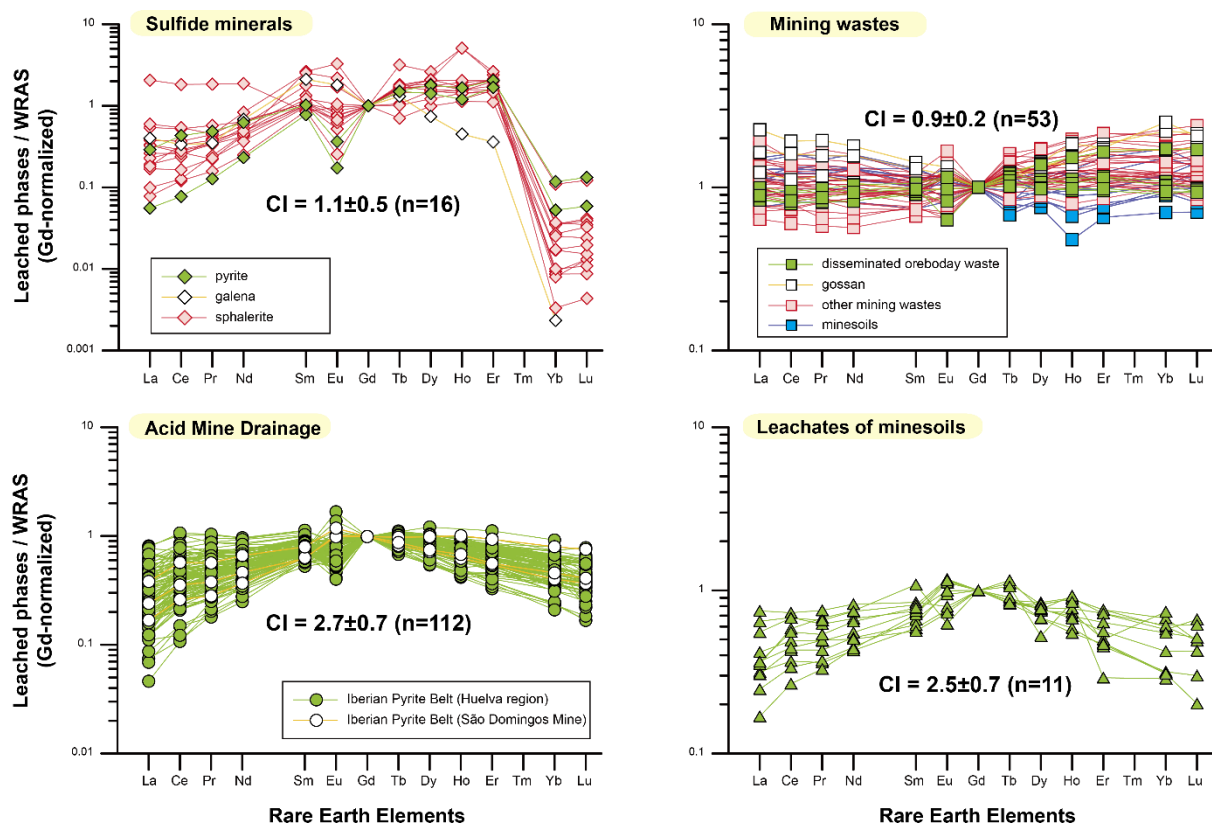 Sulfide minerals
Leached phases / WRAS
(Gd-normalized)
10
1
0.1
0.01
0.001
CI = 1.1±0.5 (n=16)
pyrite
galena
sphalerite
La Ce Pr Nd Sm Eu Gd Tb Dy Ho Er Tm Yb Lu
Mining wastes
10
1
0.1
CI = 0.9±0.2 (n=53)
disseminated oreboday waste
gossan
other mining wastes
minesoils
La Ce Pr Nd Sm Eu Gd Tb Dy Ho Er Tm Yb Lu
Acid Mine Drainage
Leached phases / WRAS
(Gd-normalized)
10
1
0.1
0.01
CI = 2.7±0.7 (n=112)
Iberian Pyrite Belt (Huelva region)
Iberian Pyrite Belt (São Domingos Mine)
La Ce Pr Nd Sm Eu Gd Tb Dy Ho Er Tm Yb Lu
Rare Earth Elements
Leachates of minesoils
10
1
0.1
CI = 2.5±0.7 (n=11)
La Ce Pr Nd Sm Eu Gd Tb Dy Ho Er Tm Yb Lu
Rare Earth Elements